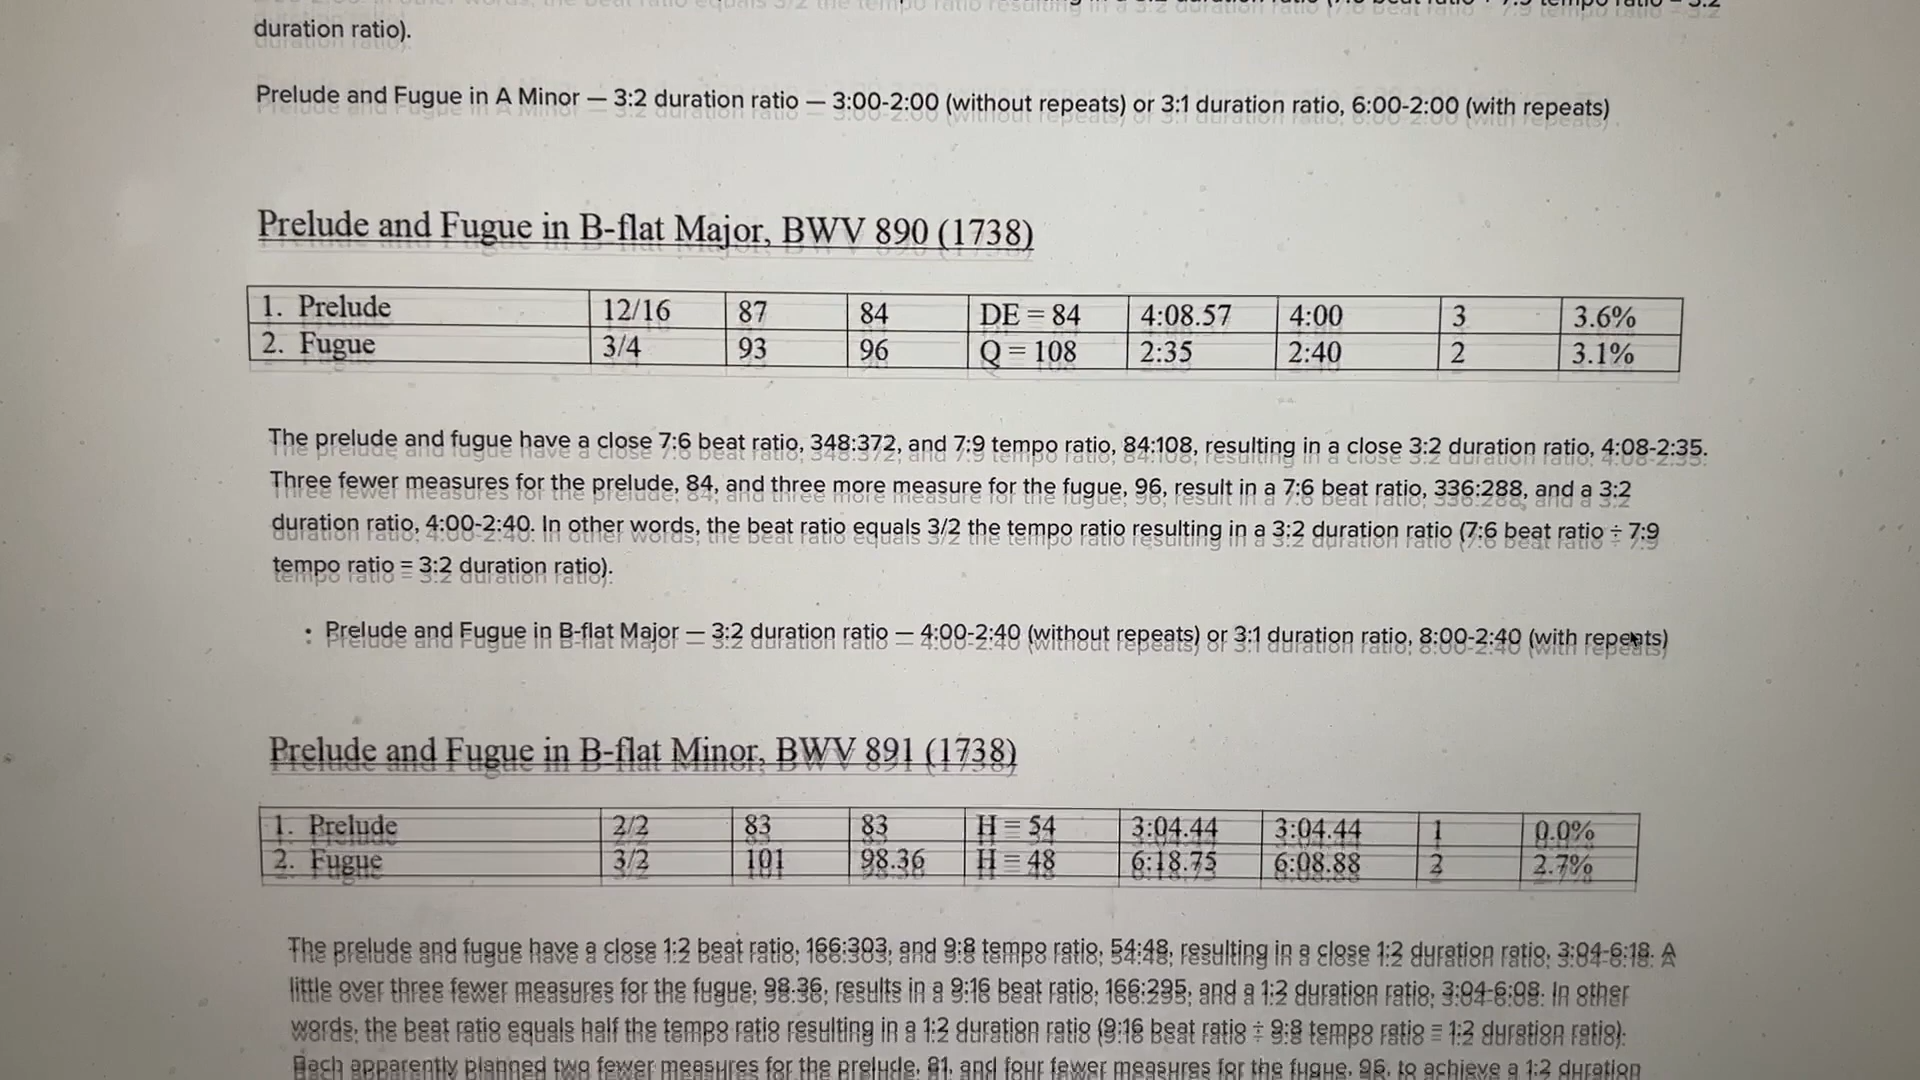 duration ratio).
Prelude and Fugue in A Minor — 3:2 duration ratio — 3:00-2:00 (without repeats) or 3:1 duration ratio, 6:00-2:00 (with repeats)
Prelude and Fugue in B-flat Major, BWV 890 (1738)
1. Prelude 12/16 87 84 DE = 84 4:08.57 4:00 3 3.6%
2. Fugue 3/4 93 96 Q = 108 2:35 2:40 2 3.1%
The prelude and fugue have a close 7:6 beat ratio, 348:372, and 7:9 tempo ratio, 84:108, resulting in a close 3:2 duration ratio, 4:08-2:35.
Three fewer measures for the prelude, 84, and three more measure for the fugue, 96, result in a 7:6 beat ratio, 336:288, and a 3:2
duration ratio, 4:00-2:40. In other words, the beat ratio equals 3/2 the tempo ratio resulting in a 3:2 duration ratio (7:6 beat ratio ÷ 7:9
tempo ratio = 3:2 duration ratio).
• Prelude and Fugue in B-flat Major — 3:2 duration ratio — 4:00-2:40 (without repeats) or 3:1 duration ratio, 8:00-2:40 (with repeats)
Prelude and Fugue in B-flat Minor, BWV 891 (1738)
1. Prelude 2/2 83 83 H = 54 3:04.44 3:04.44 1 0.0%
2. Fugue 3/2 101 98.36 H = 48 6:18.75 6:08.88 2 2.7%
The prelude and fugue have a close 1:2 beat ratio, 166:303, and 9:8 tempo ratio, 54:48, resulting in a close 1:2 duration ratio, 3:04-6:18. A
little over three fewer measures for the fugue, 98.36, results in a 9:16 beat ratio, 166:295, and a 1:2 duration ratio, 3:04-6:08. In other
words, the beat ratio equals half the tempo ratio resulting in a 1:2 duration ratio (9:16 beat ratio ÷ 9:8 tempo ratio = 1:2 duration ratio).
Bach apparently planned two fewer measures for the prelude, 81, and four fewer measures for the fugue, 96, to achieve a 1:2 duration